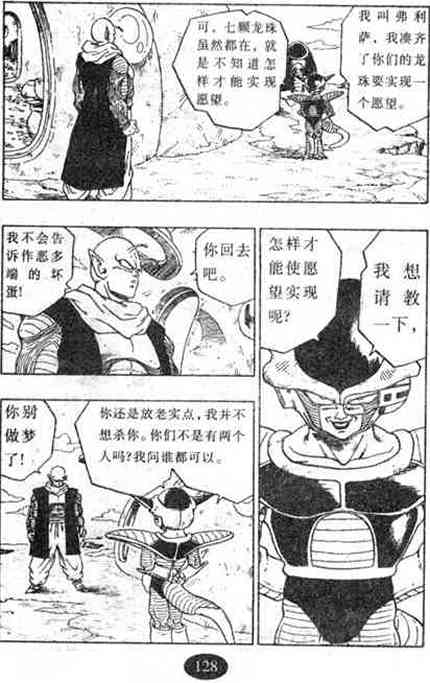 我叫弗利
萨，我凑齐
了你们的龙
珠要实现一
个愿望。
可，七颗龙珠
虽然都在，就
是不知道怎
样才能实现
愿望。
我想
请教
一下，
怎样才
能使愿
望实现
呢？
你回去
吧。
我不会告
诉作恶多
端的坏
蛋！
你还是放老实点，我并不
想杀你。你们不是有两个
人吗？我问谁都可以。
你别
做梦
了！
128